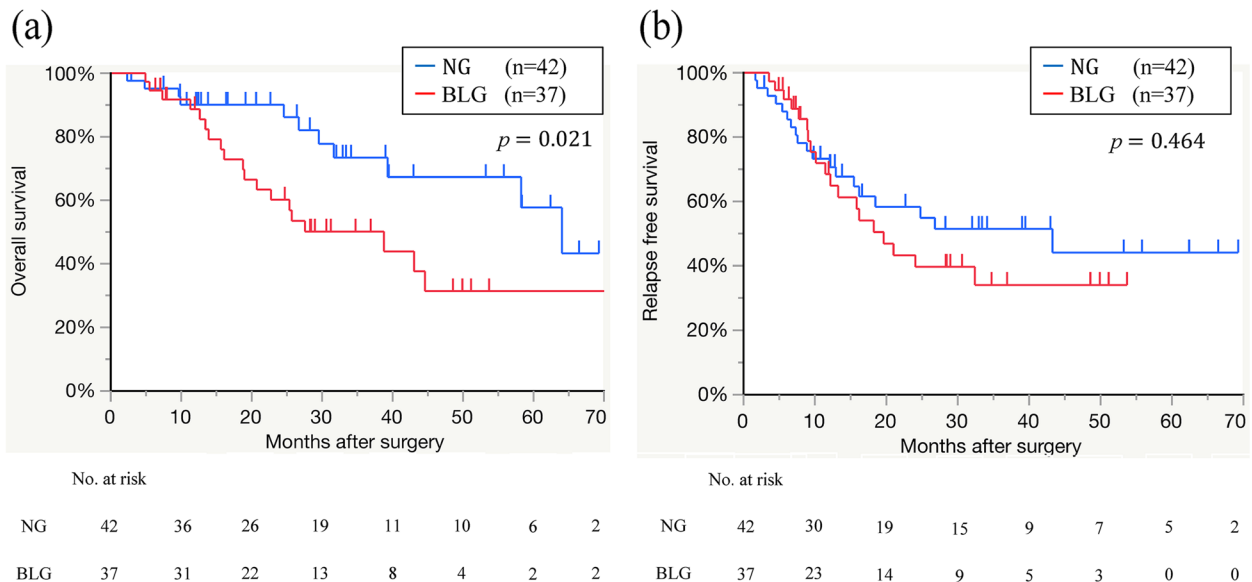 (a)
NG (n=42)
BLG (n=37)
p = 0.021
100%
80%
60%
40%
20%
0%
Overall survival
0 10 20 30 40 50 60 70
Months after surgery
No. at risk
NG 42 36 26 19 11 10 6 2
BLG 37 31 22 13 8 4 2 2
(b)
NG (n=42)
BLG (n=37)
p = 0.464
100%
80%
60%
40%
20%
0%
Relapse free survival
0 10 20 30 40 50 60 70
Months after surgery
No. at risk
NG 42 30 19 15 9 7 5 2
BLG 37 23 14 9 5 3 0 0